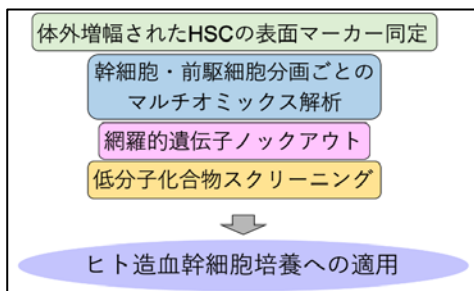 体外増幅されたHSCの表面マーカー同定
幹細胞・前駆細胞分画ごとの
マルチオミックス解析
網羅的遺伝子ノックアウト
低分子化合物スクリーニング
ヒト造血幹細胞培養への適用